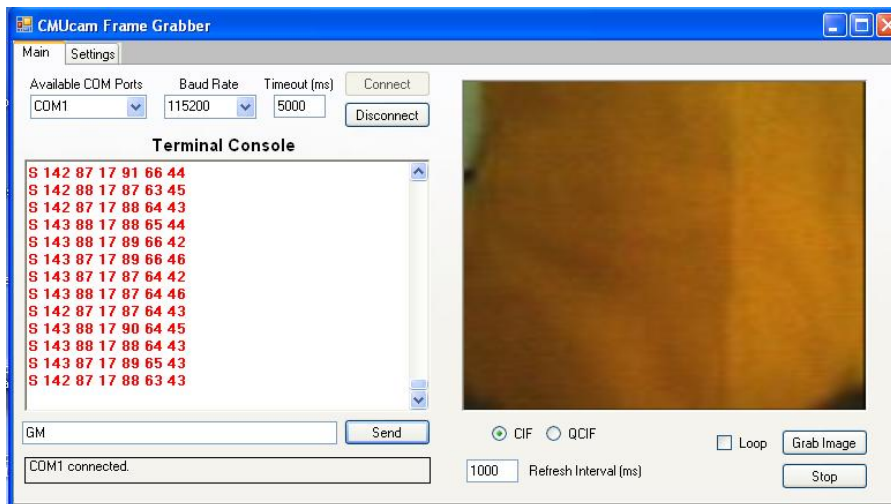 CMUcam Frame Grabber
Main Settings
Available COM Ports Baud Rate Timeout (ms) Connect
COM1 115200 5000 Disconnect
Terminal Console
S 142 87 17 91 66 44
S 142 88 17 87 63 45
S 142 87 17 88 64 43
S 143 88 17 88 65 44
S 143 88 17 89 66 42
S 143 87 17 89 66 46
S 142 87 17 87 64 42
S 143 88 17 87 64 46
S 142 87 17 87 64 43
S 143 88 17 90 64 45
S 143 88 17 88 64 43
S 143 87 17 89 65 43
S 142 87 17 88 63 43
GM Send
COM1 connected.
CIF QCIF
Loop Grab Image
1000 Refresh Interval (ms)
Stop